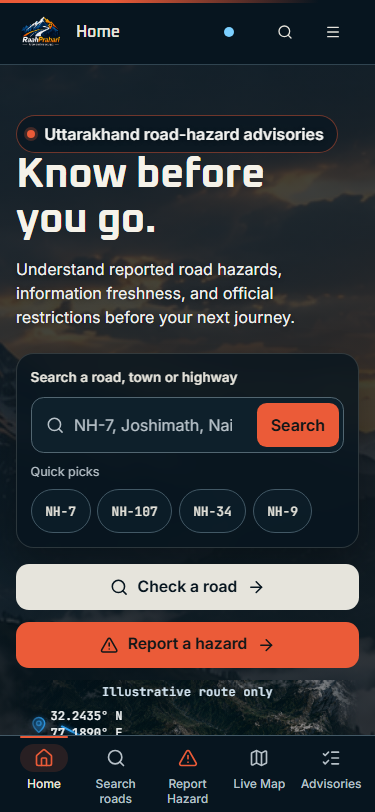 RaahPrahari
Home
Uttarakhand road-hazard advisories
Know before
you go.
Understand reported road hazards,
information freshness, and official
restrictions before your next journey.
Search a road, town or highway
NH-7, Joshimath, Nai
Search
Quick picks
NH-7
NH-107
NH-34
NH-9
Check a road
Report a hazard
Illustrative route only
32.2435° N
77.1890° E
Home
Search
roads
Report
Hazard
Live Map
Advisories